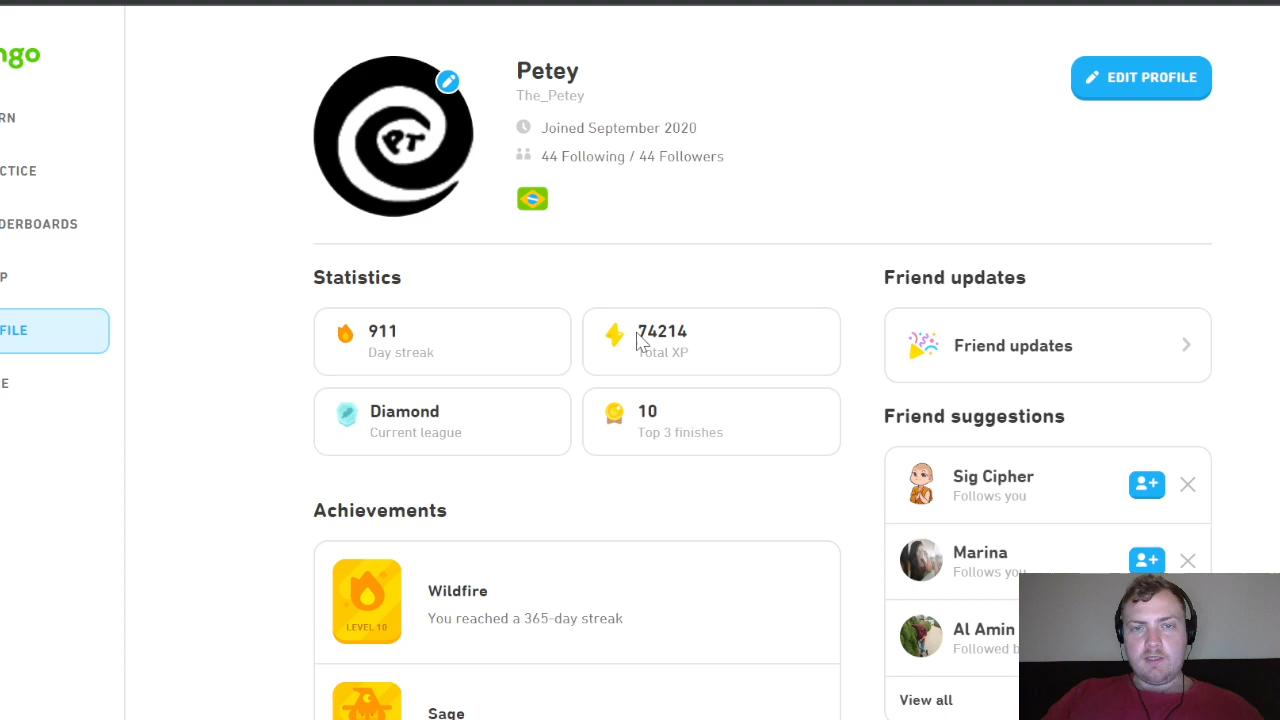 ngo
RN
CTICE
DERBOARDS
P
FILE
E
PT
Petey
The_Petey
Joined September 2020
44 Following / 44 Followers
EDIT PROFILE
Statistics
911
Day streak
74214
Total XP
Diamond
Current league
10
Top 3 finishes
Achievements
LEVEL 10
Wildfire
You reached a 365-day streak
Sage
Friend updates
Friend updates
Friend suggestions
Sig Cipher
Follows you
Marina
Follows you
Al Amin
Followed b
View all